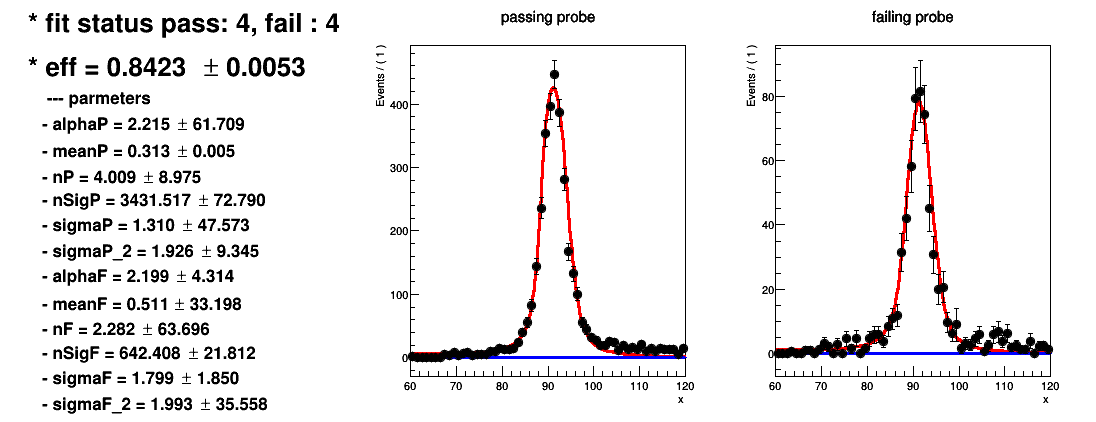 * fit status pass: 4, fail : 4
* eff = 0.8423 ± 0.0053
--- parmeters
- alphaP = 2.215 ± 61.709
- meanP = 0.313 ± 0.005
- nP = 4.009 ± 8.975
- nSigP = 3431.517 ± 72.790
- sigmaP = 1.310 ± 47.573
- sigmaP_2 = 1.926 ± 9.345
- alphaF = 2.199 ± 4.314
- meanF = 0.511 ± 33.198
- nF = 2.282 ± 63.696
- nSigF = 642.408 ± 21.812
- sigmaF = 1.799 ± 1.850
- sigmaF_2 = 1.993 ± 35.558
passing probe
Events / ( 1 )
400
300
200
100
0
60 70 80 90 100 110 120
x
failing probe
Events / ( 1 )
80
60
40
20
0
60 70 80 90 100 110 120
x